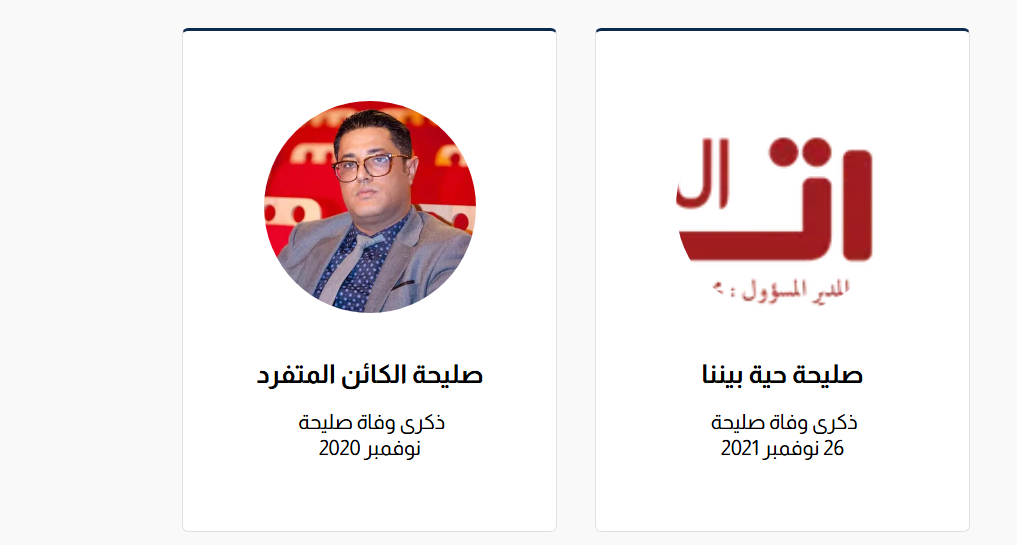 المدير المسؤول :
صليحة حية بيننا
ذكرى وفاة صليحة
26 نوفمبر 2021
صليحة الكائن المتفرد
ذكرى وفاة صليحة
نوفمبر 2020